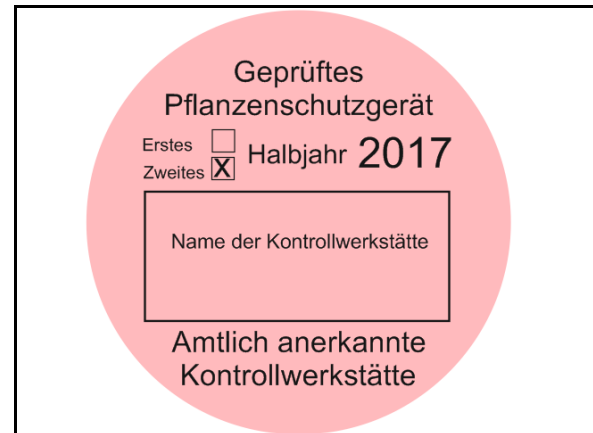 Geprüftes
Pflanzenschutzgerät
Erstes
Zweites X Halbjahr 2017
Name der Kontrollwerkstätte
Amtlich anerkannte
Kontrollwerkstätte